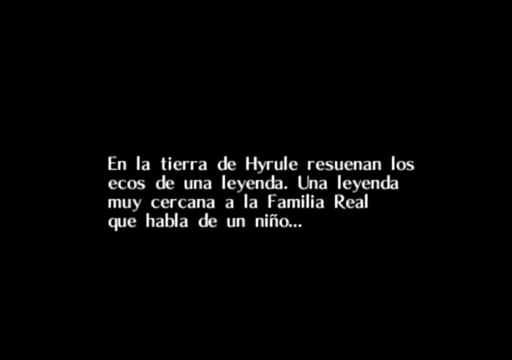 En la tierra de Hyrule resuenan los
ecos de una leyenda. Una leyenda
muy cercana a la Familia Real
que habla de un niño...